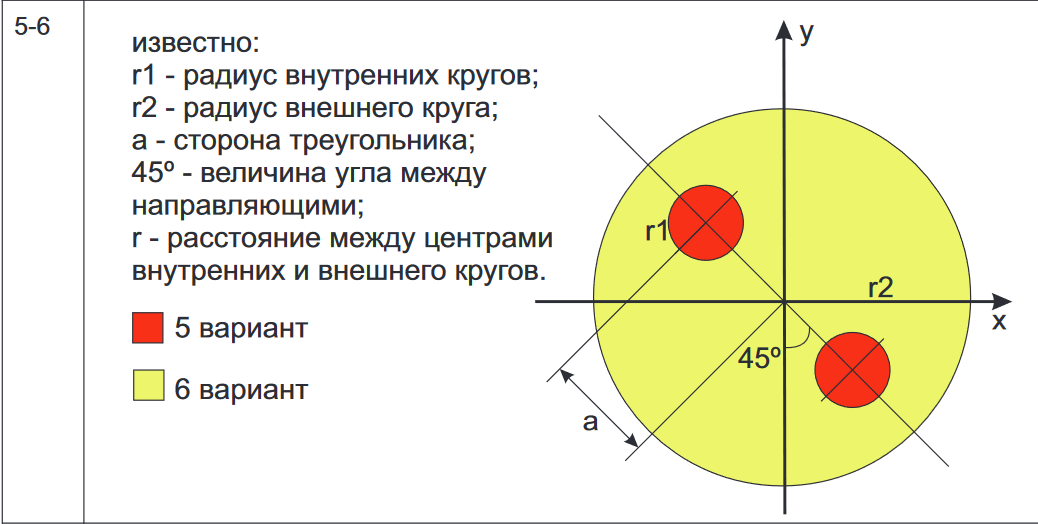 5-6
известно:
r1 - радиус внутренних кругов;
r2 - радиус внешнего круга;
a - сторона треугольника;
45º - величина угла между
направляющими;
r - расстояние между центрами
внутренних и внешнего кругов.
5 вариант
6 вариант
y
r1
r2
x
45º
a